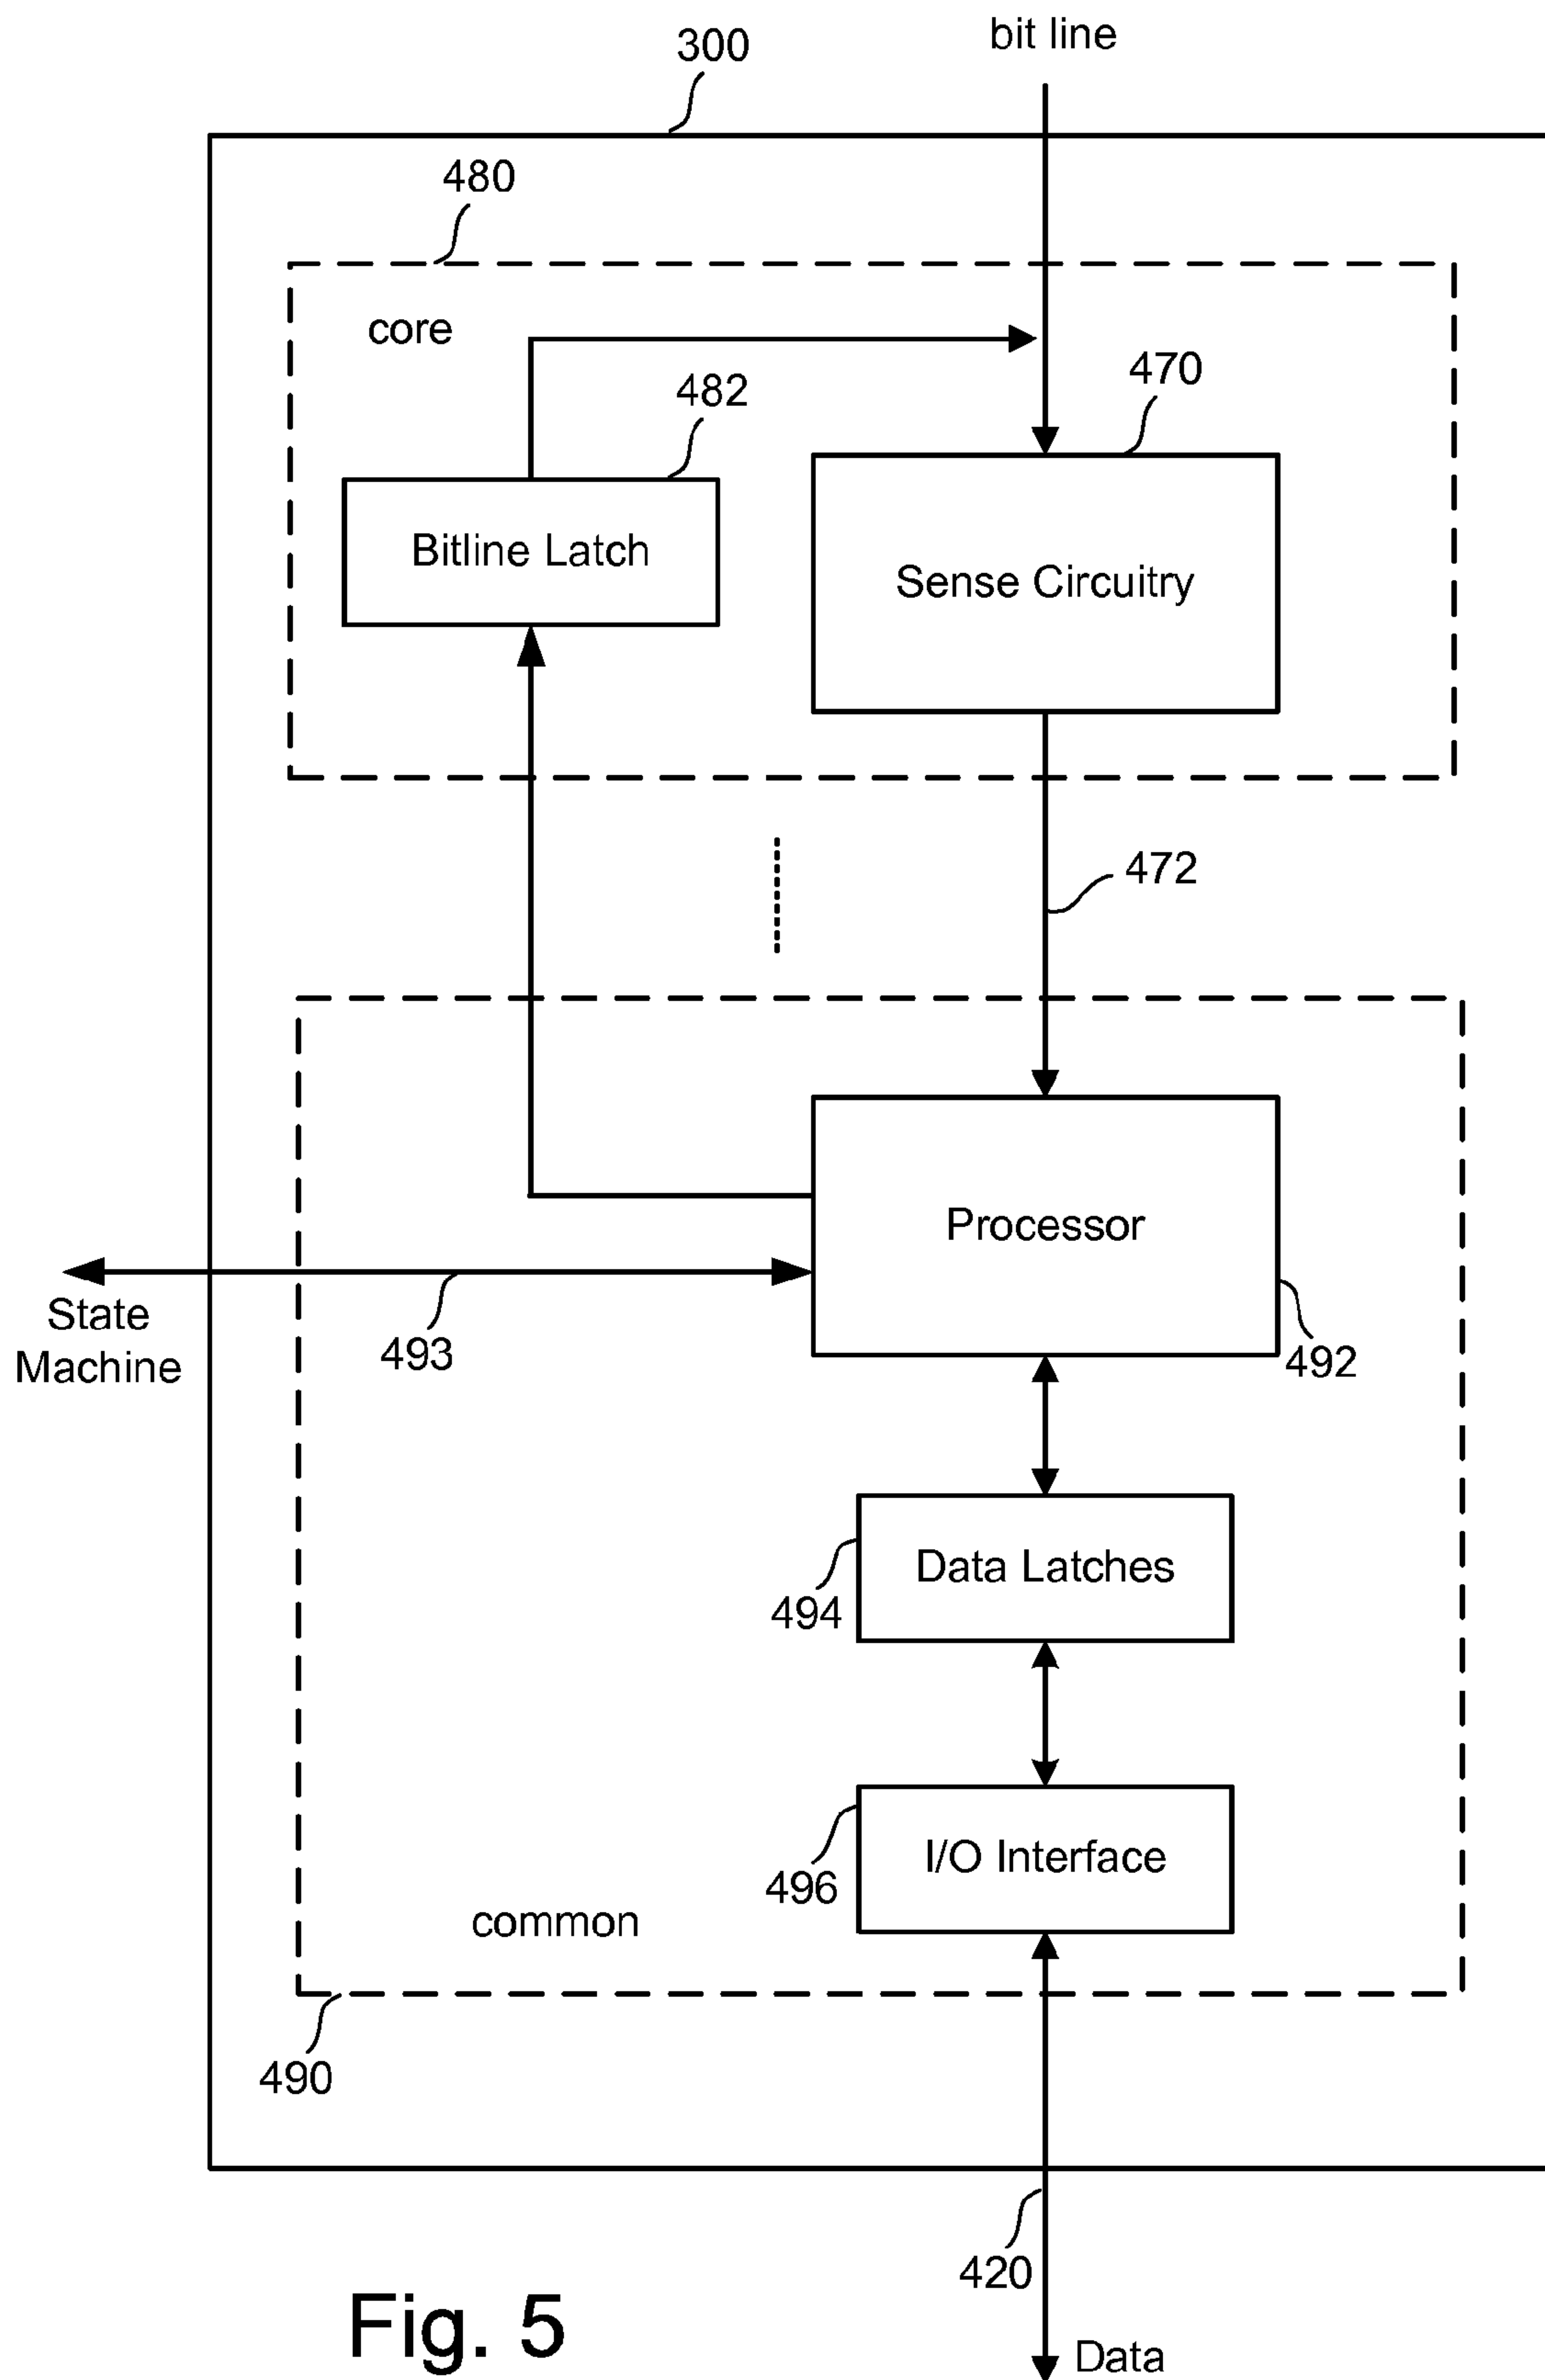 bit line
300
480
core
470
482
Bitline Latch
Sense Circuitry
472
Processor
State
Machine
493
492
Data Latches
494
I/O Interface
496
common
490
420
Fig. 5
Data